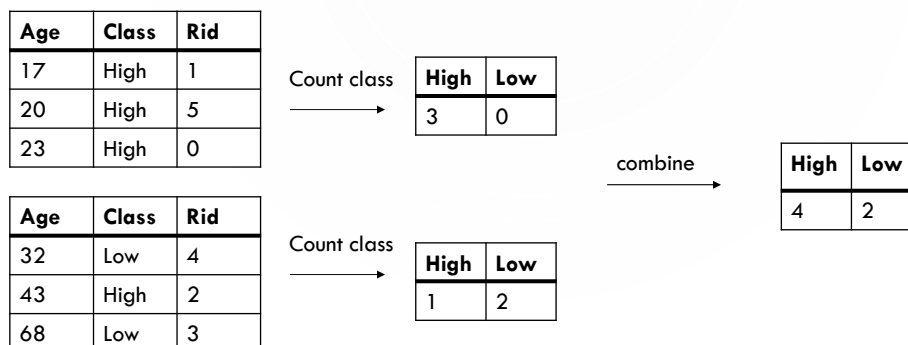 Age Class Rid
17 High 1
20 High 5
23 High 0
Count class
High Low
3 0
Age Class Rid
32 Low 4
43 High 2
68 Low 3
Count class
High Low
1 2
combine
High Low
4 2